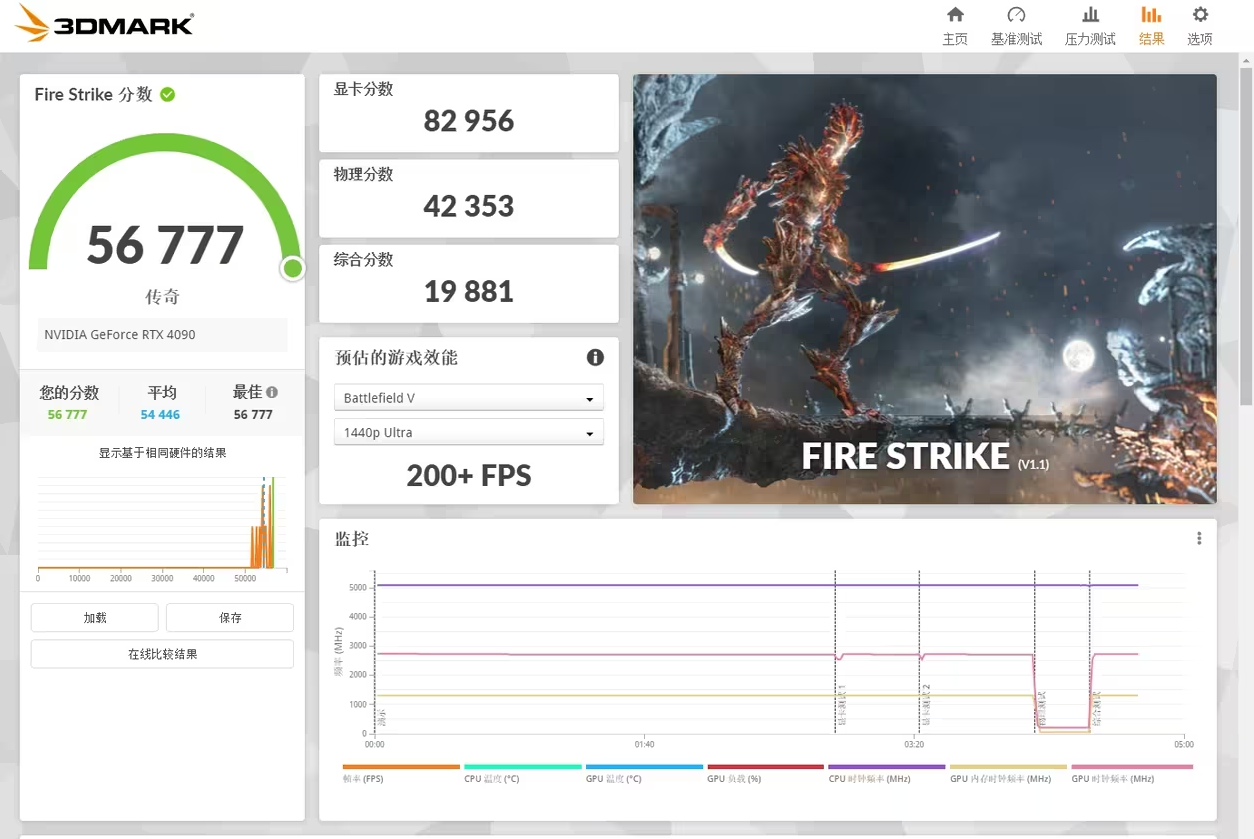 3DMARK
主页
基准测试
压力测试
结果
选项
Fire Strike 分数
56 777
传奇
NVIDIA GeForce RTX 4090
您的分数
平均
最佳
56 777
54 446
56 777
显示基于相同硬件的结果
0
10000
20000
30000
40000
50000
加载
保存
在线比较结果
显卡分数
82 956
物理分数
42 353
综合分数
19 881
预估的游戏效能
Battlefield V
1440p Ultra
200+ FPS
FIRE STRIKE (V1.1)
监控
频率 (MHz)
5000
4000
3000
2000
1000
0
演示
显卡测试 1
显卡测试 2
物理测试
综合测试
00:00
01:40
03:20
05:00
帧率 (FPS)
CPU 温度 (°C)
GPU 温度 (°C)
GPU 负载 (%)
CPU 时钟频率 (MHz)
GPU 内存时钟频率 (MHz)
GPU 时钟频率 (MHz)